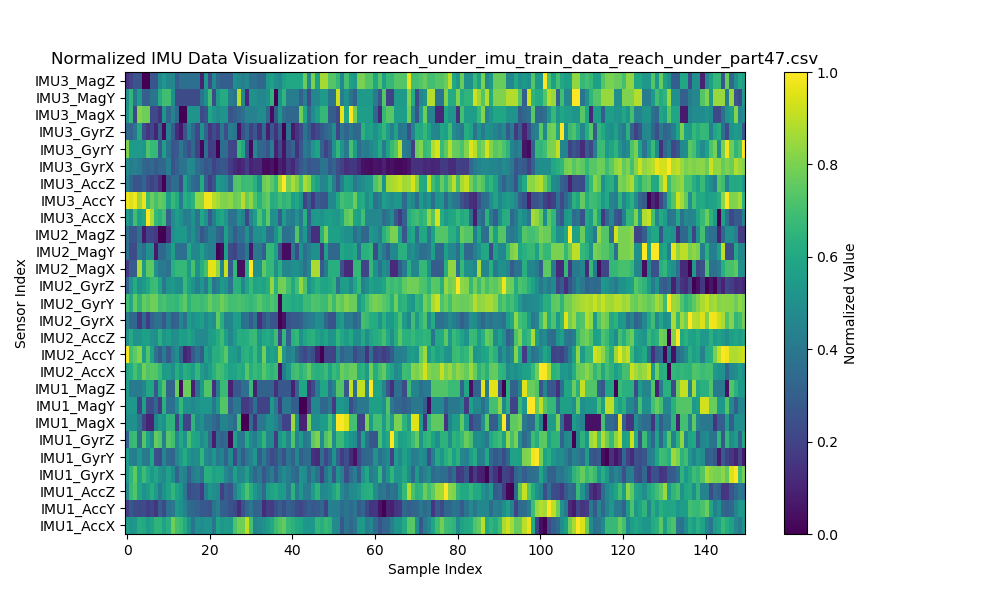 Normalized IMU Data Visualization for reach_under_imu_train_data_reach_under_part47.csv
IMU3_MagZ
IMU3_MagY
IMU3_MagX
IMU3_GyrZ
IMU3_GyrY
IMU3_GyrX
IMU3_AccZ
IMU3_AccY
IMU3_AccX
IMU2_MagZ
IMU2_MagY
IMU2_MagX
IMU2_GyrZ
IMU2_GyrY
IMU2_GyrX
IMU2_AccZ
IMU2_AccY
IMU2_AccX
IMU1_MagZ
IMU1_MagY
IMU1_MagX
IMU1_GyrZ
IMU1_GyrY
IMU1_GyrX
IMU1_AccZ
IMU1_AccY
IMU1_AccX
Sensor Index
0 20 40 60 80 100 120 140
Sample Index
1.0
0.8
0.6
0.4
0.2
0.0
Normalized Value